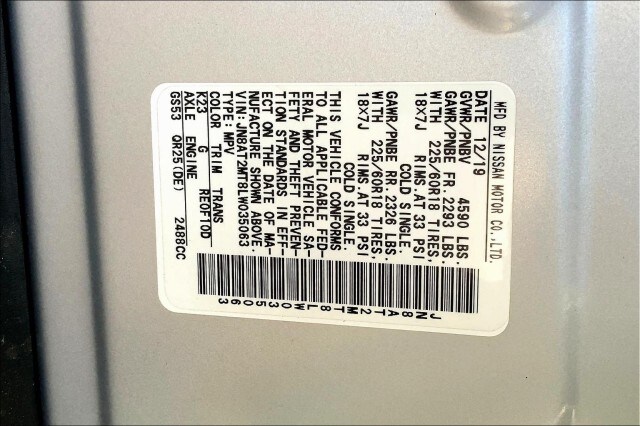 MFD BY NISSAN MOTOR CO.,LTD.
DATE 12/19
GVWR/PNBV 4590 LBS.
GAWR/PNBE FR. 2290 LBS.
WITH 225/60R18 TIRES,
18X7J RIMS. AT 33 PSI
COLD SINGLE.
GAWR/PNBE RR. 2326 LBS.
WITH 225/60R18 TIRES,
18X7J RIMS. AT 33 PSI
COLD SINGLE.
THIS VEHICLE CONFORMS
TO ALL APPLICABLE FED-
ERAL MOTOR VEHICLE SA-
FETY AND THEFT PREVEN-
TION STANDARDS IN EFF-
ECT ON THE DATE OF MA-
NUFACTURE SHOWN ABOVE.
VIN:JN8AT2MT8LW035063
TYPE:MPV
COLOR TRIM TRANS
K23 G RE0F10D
AXLE ENGINE
GS53 QR25(DE) 2488CC
JN8AT2MT8LW035063